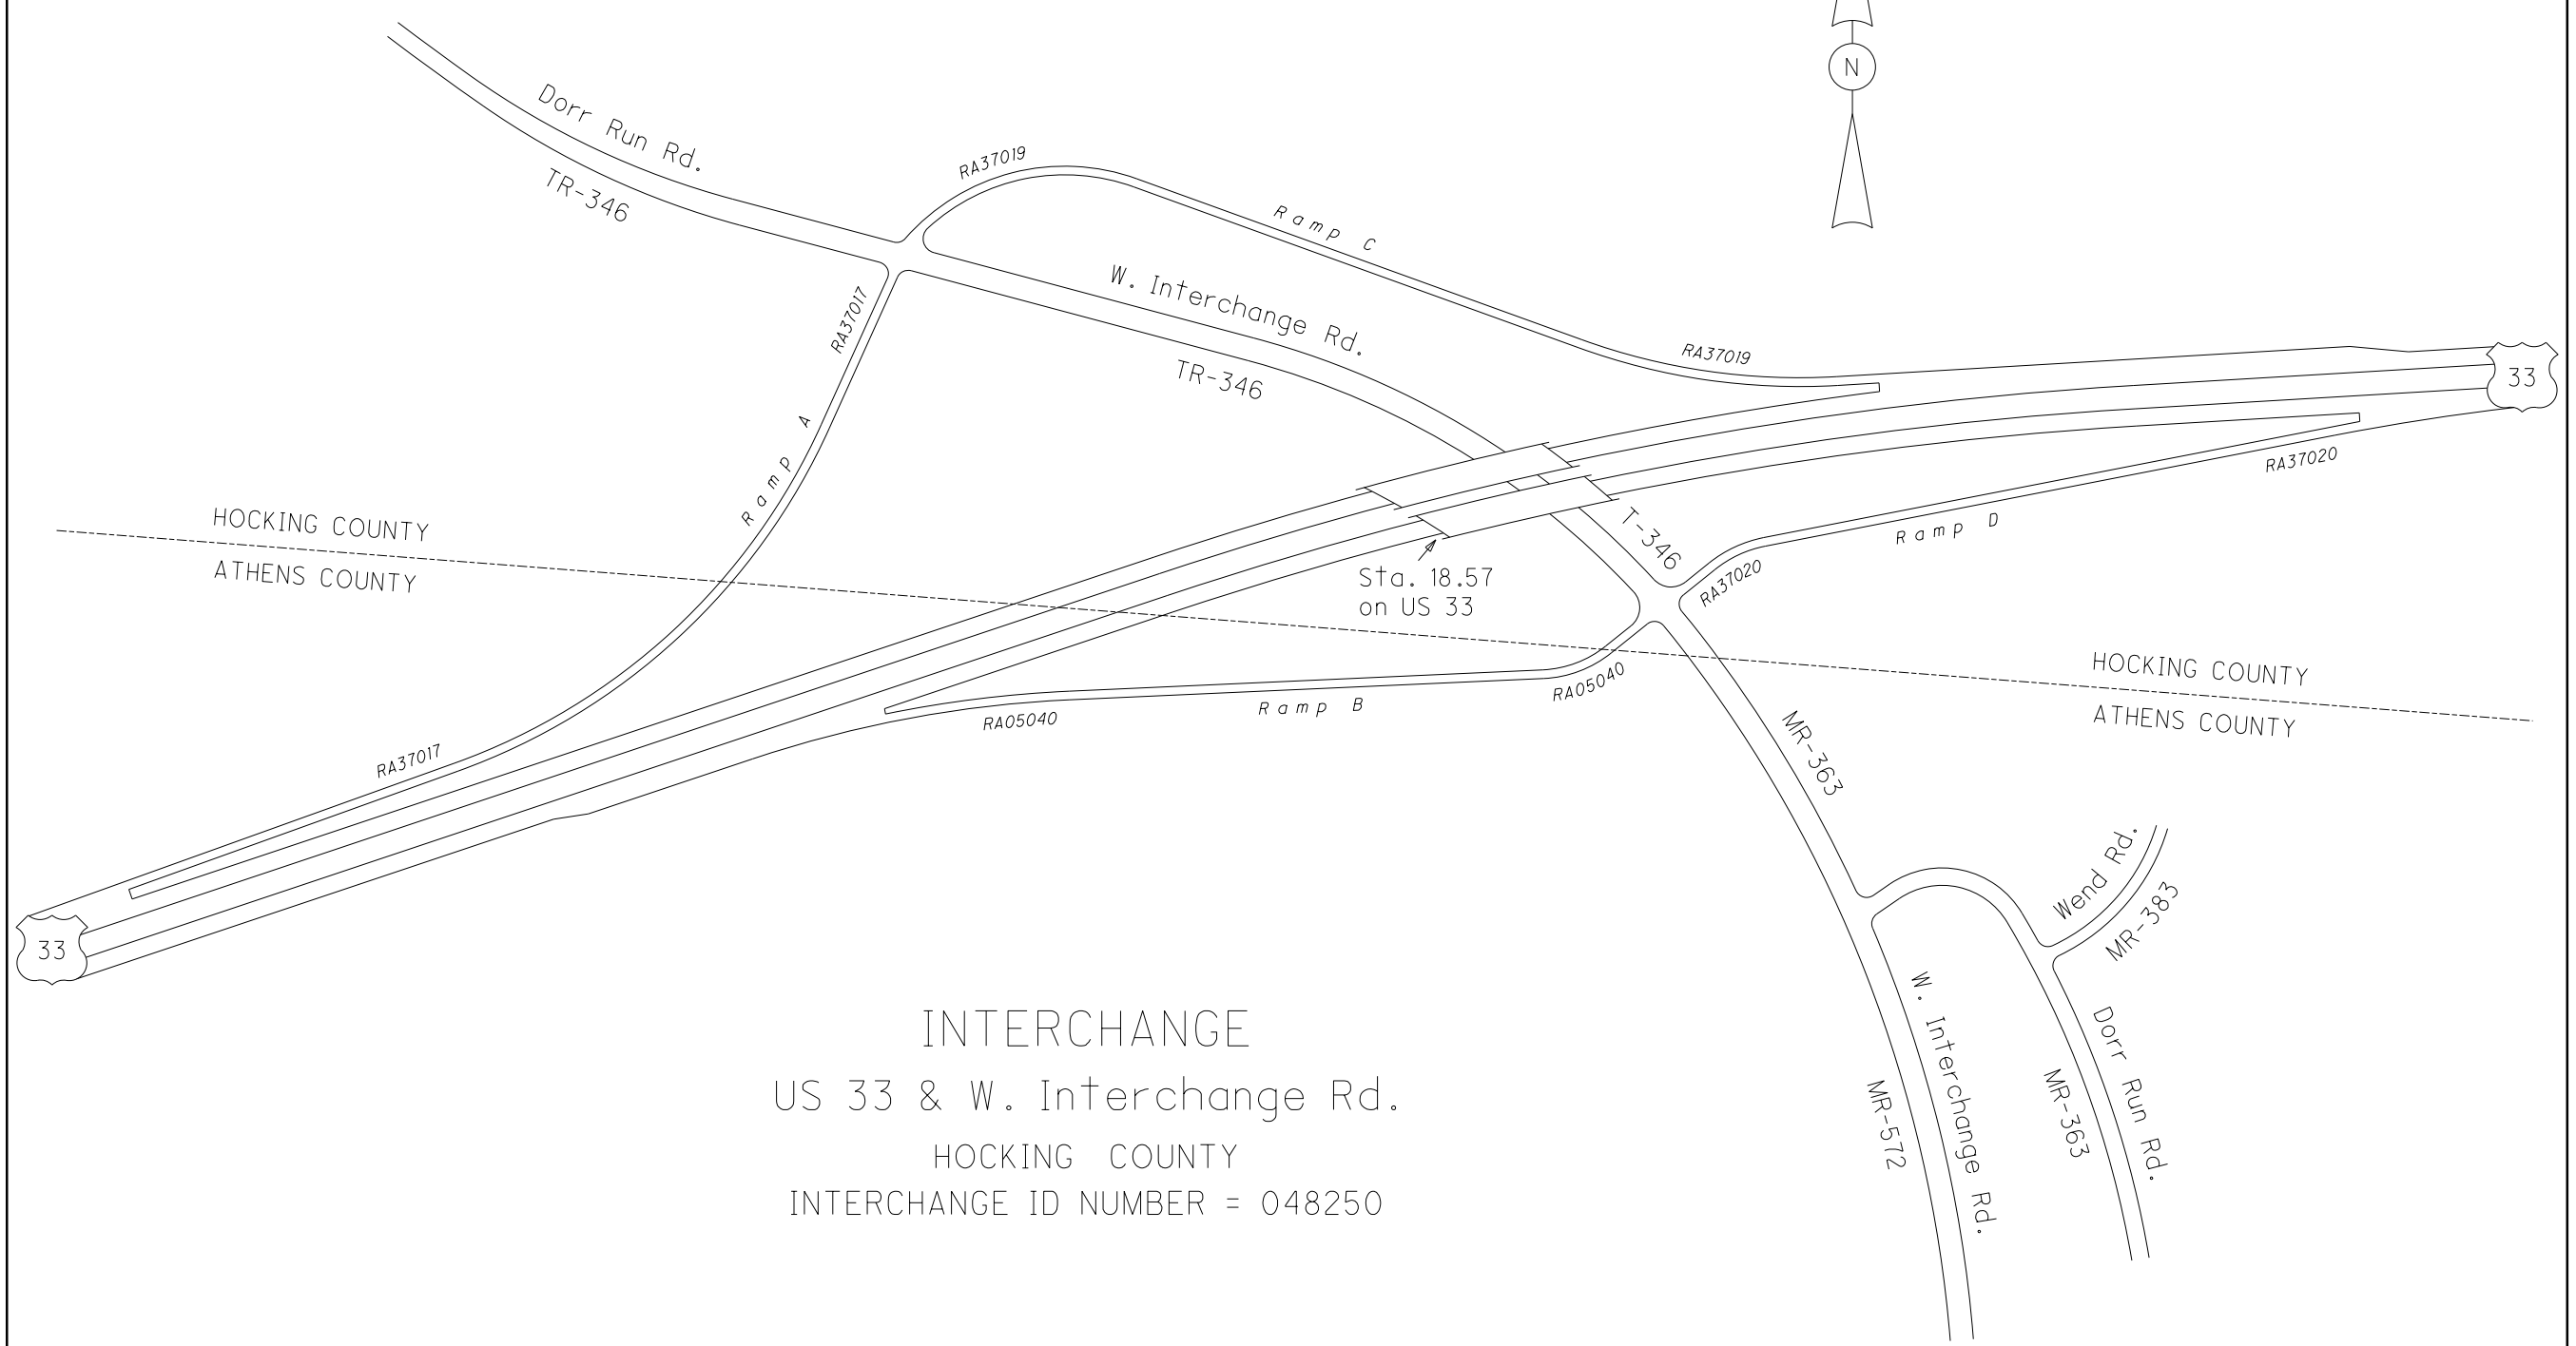 N
Dorr Run Rd.
TR-346
RA37019
Ramp C
W. Interchange Rd.
TR-346
RA37017
Ramp A
RA37019
33
RA37020
Ramp D
T-346
RA37020
HOCKING COUNTY
ATHENS COUNTY
Sta. 18.57
on US 33
RA05040
Ramp B
RA05040
HOCKING COUNTY
ATHENS COUNTY
RA37017
33
MR-363
Wend Rd.
MR-383
W. Interchange Rd.
MR-572
Dorr Run Rd.
MR-363
INTERCHANGE
US 33 & W. Interchange Rd.
HOCKING COUNTY
INTERCHANGE ID NUMBER = 048250